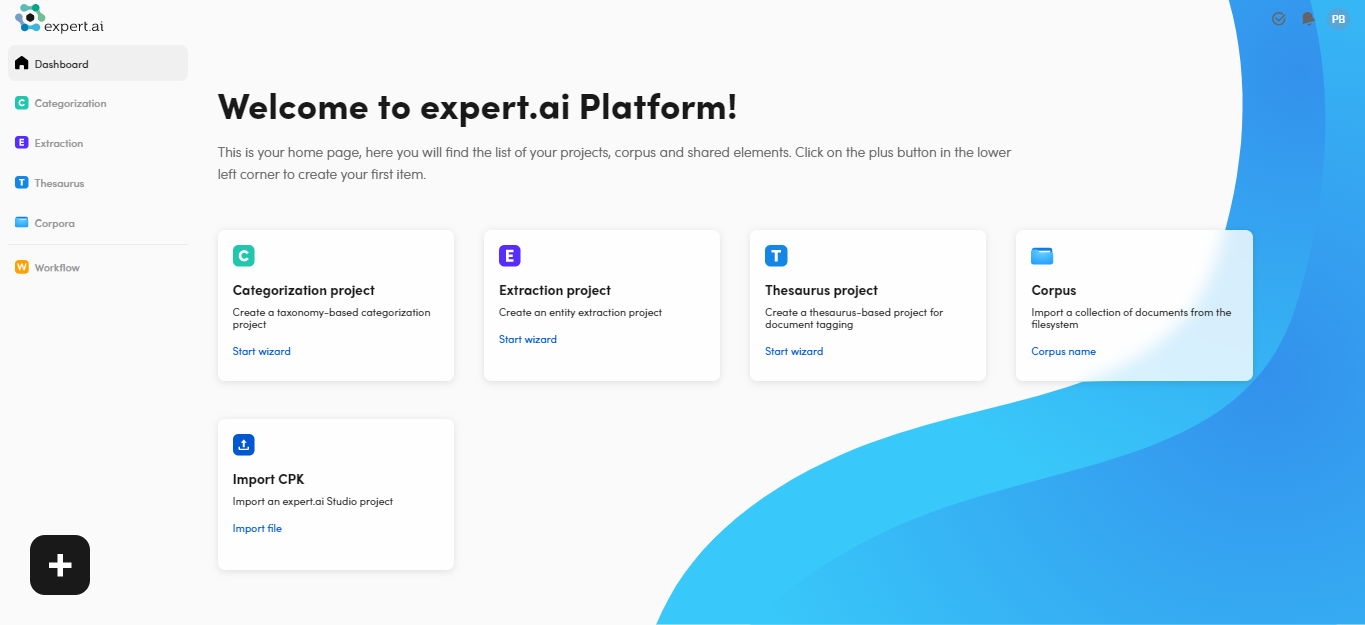 expert.ai
PB
Dashboard
C Categorization
E Extraction
T Thesaurus
Corpora
W Workflow
Welcome to expert.ai Platform!
This is your home page, here you will find the list of your projects, corpus and shared elements. Click on the plus button in the lower
left corner to create your first item.
C
Categorization project
Create a taxonomy-based categorization
project
Start wizard
E
Extraction project
Create an entity extraction project
Start wizard
T
Thesaurus project
Create a thesaurus-based project for
document tagging
Start wizard
Corpus
Import a collection of documents from the
filesystem
Corpus name
Import CPK
Import an expert.ai Studio project
Import file
+